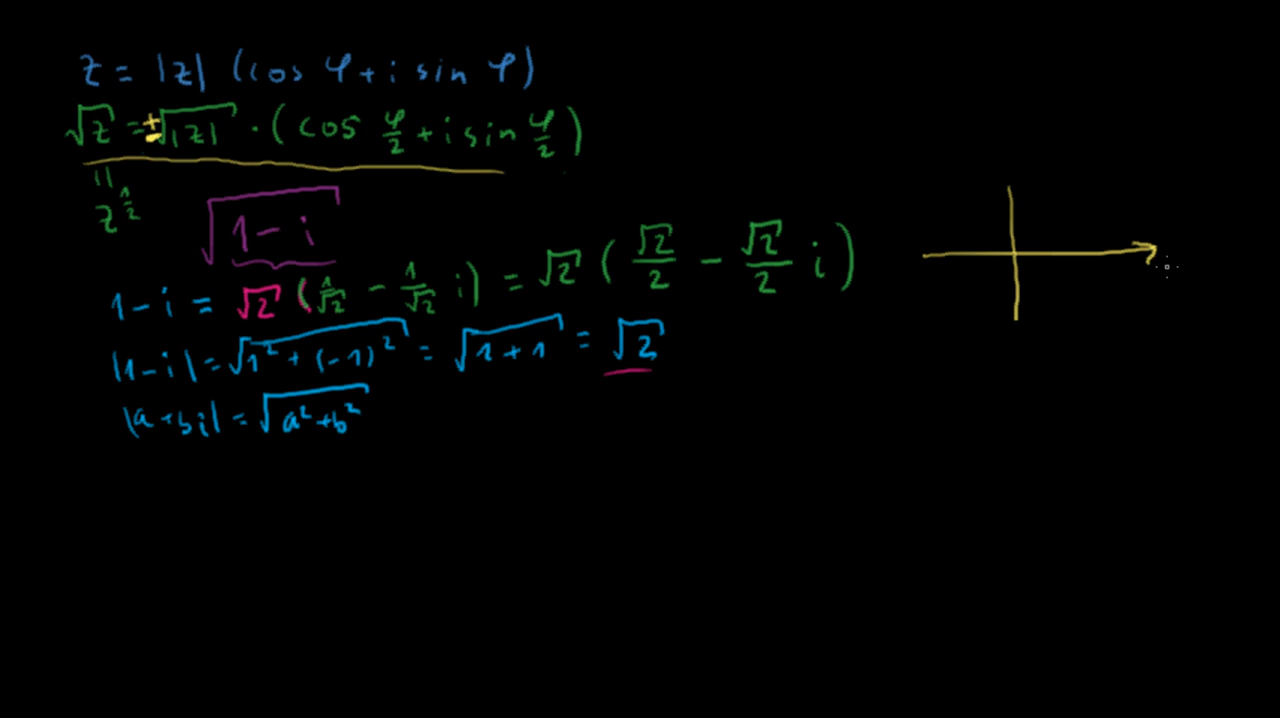 z = |z| (cos φ + i sin φ)
√z = ±√|z| · (cos φ/2 + i sin φ/2)
=
z^1/2
√(1 - i)
1 - i = √2 (1/√2 - 1/√2 i) = √2 (√2/2 - √2/2 i)
|1 - i| = √(1² + (-1)²) = √(1 + 1) = √2
|a + bi| = √(a² + b²)